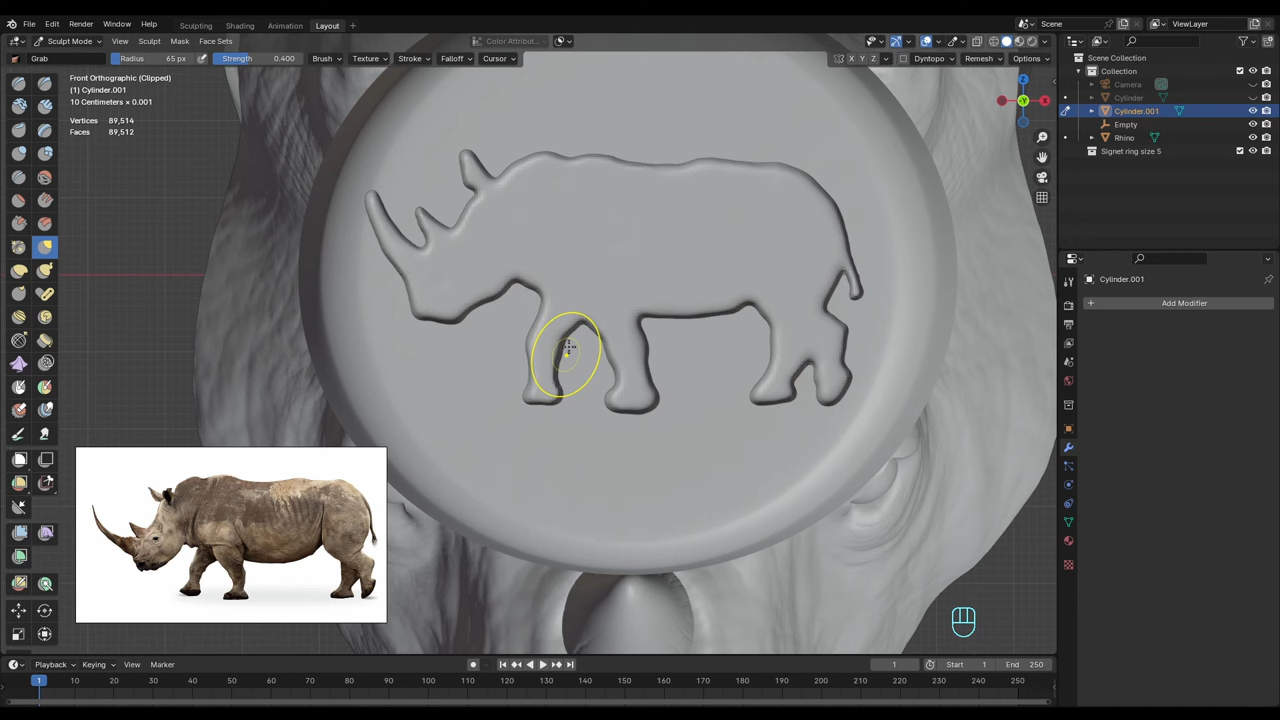 File Edit Render Window Help Sculpting Shading Animation Layout + Scene ViewLayer
Sculpt Mode View Sculpt Mask Face Sets Color Attribut...
Grab Radius 65 px Strength 0.400 Brush Texture Stroke Falloff Cursor X Y Z Dyntopo Remesh Options
Front Orthographic (Clipped)
(1) Cylinder.001
10 Centimeters x 0.001
Vertices 89,514
Faces 89,512
Z
-Y
X
Scene Collection
Collection
Camera
Cylinder
Cylinder.001
Empty
Rhino
Signet ring size 5
Cylinder.001
+ Add Modifier
Playback Keying View Marker 1 Start 1 End 250
1 10 20 30 40 50 60 70 80 90 100 110 120 130 140 150 160 170 180 190 200 210 220 230 240 250